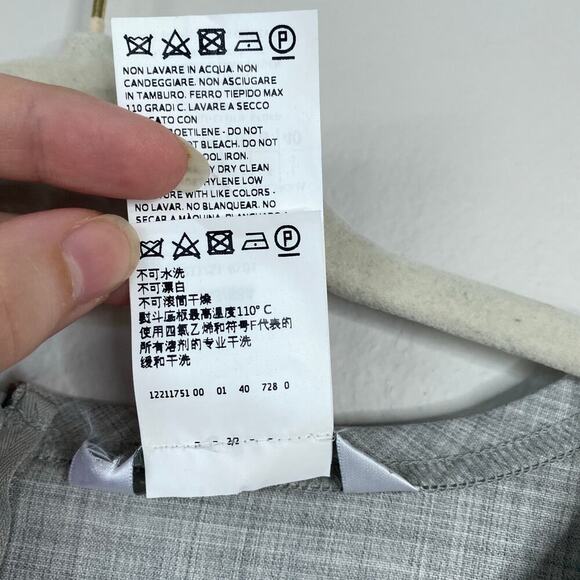 P
NON LAVARE IN ACQUA. NON
CANDEGGIARE. NON ASCIUGARE
IN TAMBURO. FERRO TIEPIDO MAX
110 GRADI C. LAVARE A SECCO
CON
DO NOT
BLEACH. DO NOT
IRON.
DRY CLEAN
LOW
WITH LIKE COLORS -
NO LAVAR. NO BLANQUEAR. NO
SECAR A MÀQUINA.
P
不可水洗
不可漂白
不可滚筒干燥
熨斗底板最高温度110° C
使用四氯乙烯和符号F代表的
所有溶剂的专业干洗
缓和干洗
12211751 00 01 40 728 0
- - 2/2 - -